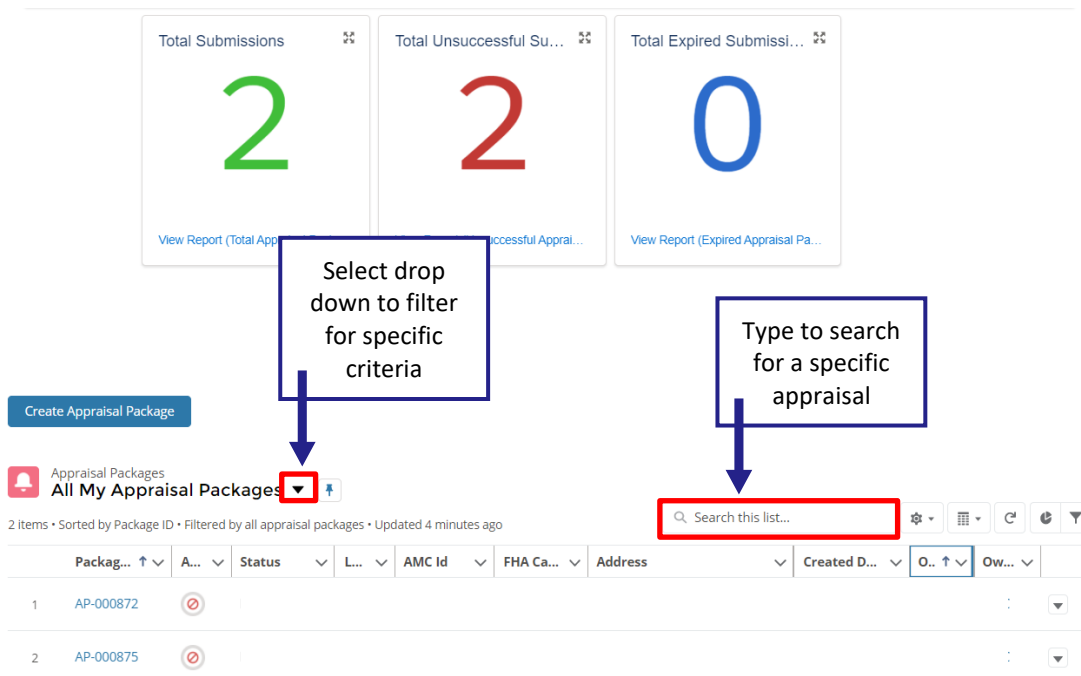 Total Submissions
Total Unsuccessful Su...
Total Expired Submissi...
2
2
0
View Report (Total App
uccessful Apprai...
View Report (Expired Appraisal Pa...
Select drop
down to filter
for specific
criteria
Type to search
for a specific
appraisal
Create Appraisal Package
Appraisal Packages
All My Appraisal Packages
2 items • Sorted by Package ID • Filtered by all appraisal packages • Updated 4 minutes ago
Search this list...
Packag... A... Status L... AMC Id FHA Ca... Address Created D... O.. Ow...
1 AP-000872
2 AP-000875